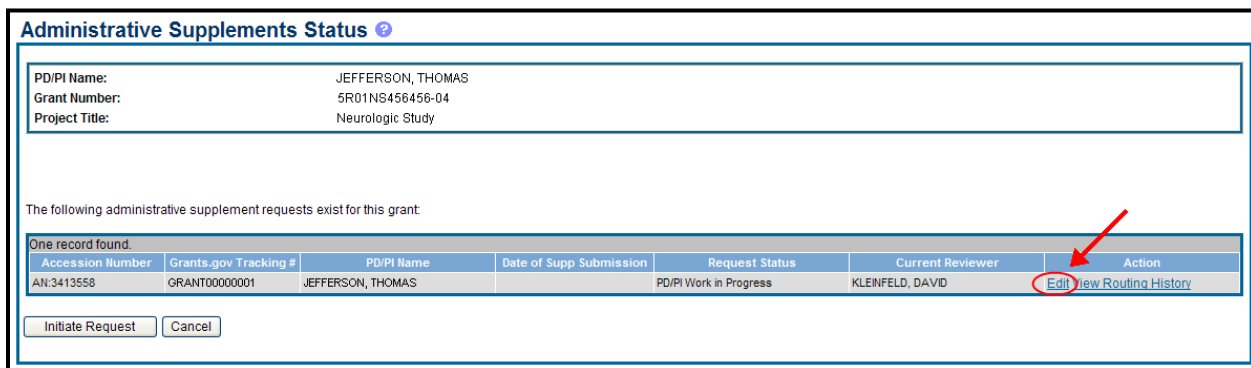 Administrative Supplements Status ?
PD/PI Name: JEFFERSON, THOMAS
Grant Number: 5R01NS456456-04
Project Title: Neurologic Study
The following administrative supplement requests exist for this grant:
One record found.
Accession Number Grants.gov Tracking # PD/PI Name Date of Supp Submission Request Status Current Reviewer Action
AN:3413558 GRANT00000001 JEFFERSON, THOMAS PD/PI Work in Progress KLEINFELD, DAVID Edit View Routing History
Initiate Request Cancel